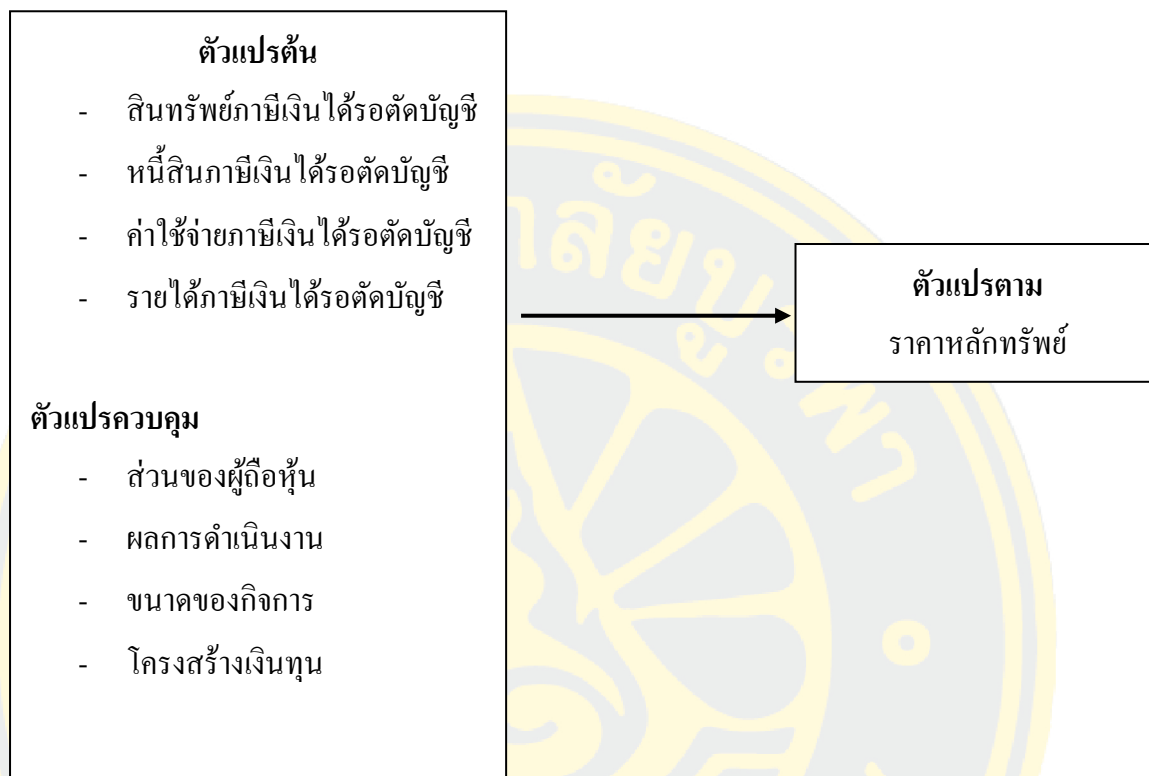 ตัวแปรต้น
- สินทรัพย์ภาษีเงินได้รอตัดบัญชี
- หนี้สินภาษีเงินได้รอตัดบัญชี
- ค่าใช้จ่ายภาษีเงินได้รอตัดบัญชี
- รายได้ภาษีเงินได้รอตัดบัญชี
ตัวแปรควบคุม
- ส่วนของผู้ถือหุ้น
- ผลการดำเนินงาน
- ขนาดของกิจการ
- โครงสร้างเงินทุน
ตัวแปรตาม
ราคาหลักทรัพย์